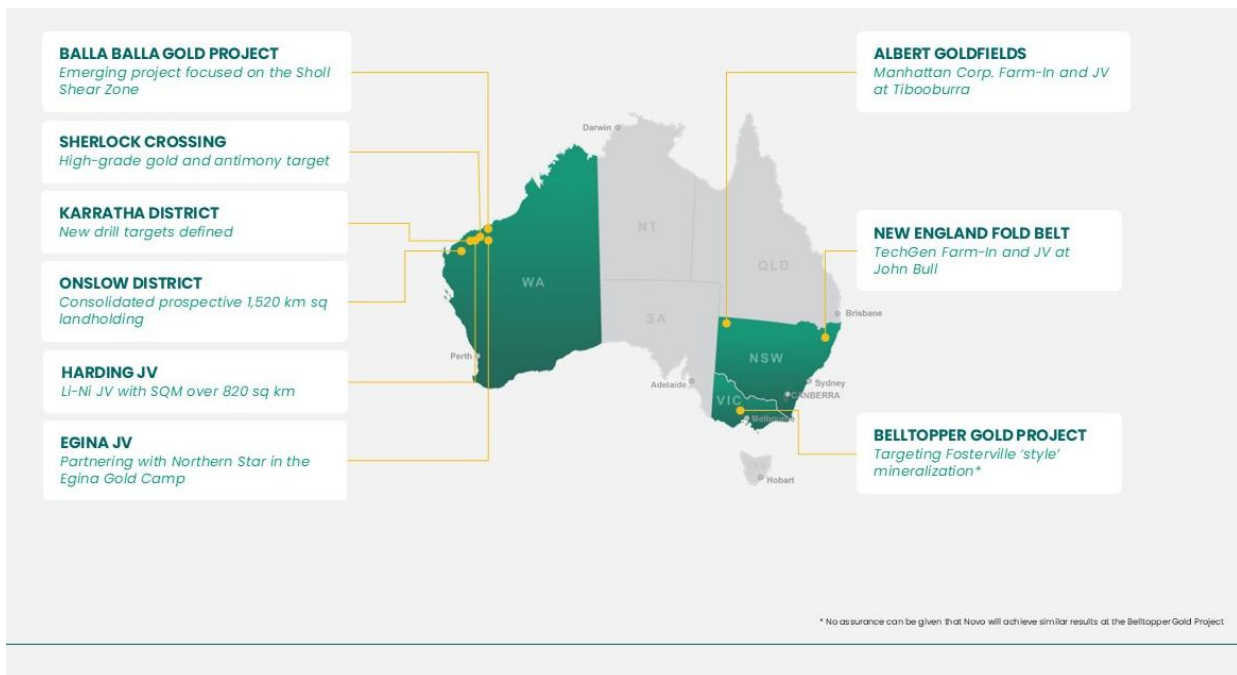 BALLA BALLA GOLD PROJECT
Emerging project focused on the Sholl
Shear Zone
SHERLOCK CROSSING
High-grade gold and antimony target
KARRATHA DISTRICT
New drill targets defined
ONSLOW DISTRICT
Consolidated prospective 1,520 km sq
landholding
HARDING JV
Li-Ni JV with SQM over 820 sq km
EGINA JV
Partnering with Northern Star in the
Egina Gold Camp
Darwin
NT
QLD
WA
SA
Brisbane
NSW
Perth
Adelaide
Sydney
CANBERRA
VIC
Melbourne
Hobart
ALBERT GOLDFIELDS
Manhattan Corp. Farm-In and JV
at Tibooburra
NEW ENGLAND FOLD BELT
TechGen Farm-In and JV at
John Bull
BELLTOPPER GOLD PROJECT
Targeting Fosterville ‘style’
mineralization*
* No assurance can be given that Novo will achieve similar results at the Belltopper Gold Project